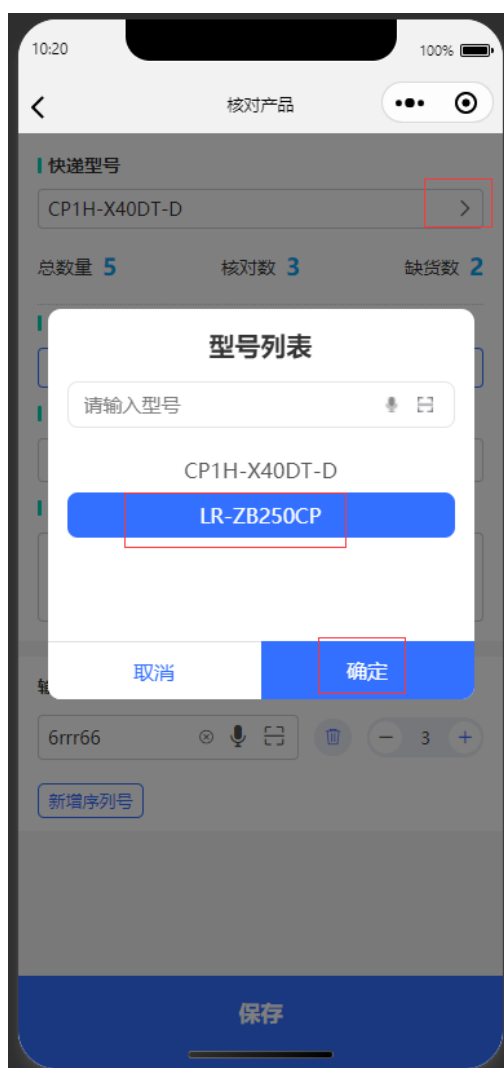 10:20
100%
核对产品
快递型号
CP1H-X40DT-D
总数量 5 核对数 3 缺货数 2
型号列表
请输入型号
CP1H-X40DT-D
LR-ZB250CP
取消 确定
6rrr66
3
新增序列号
保存